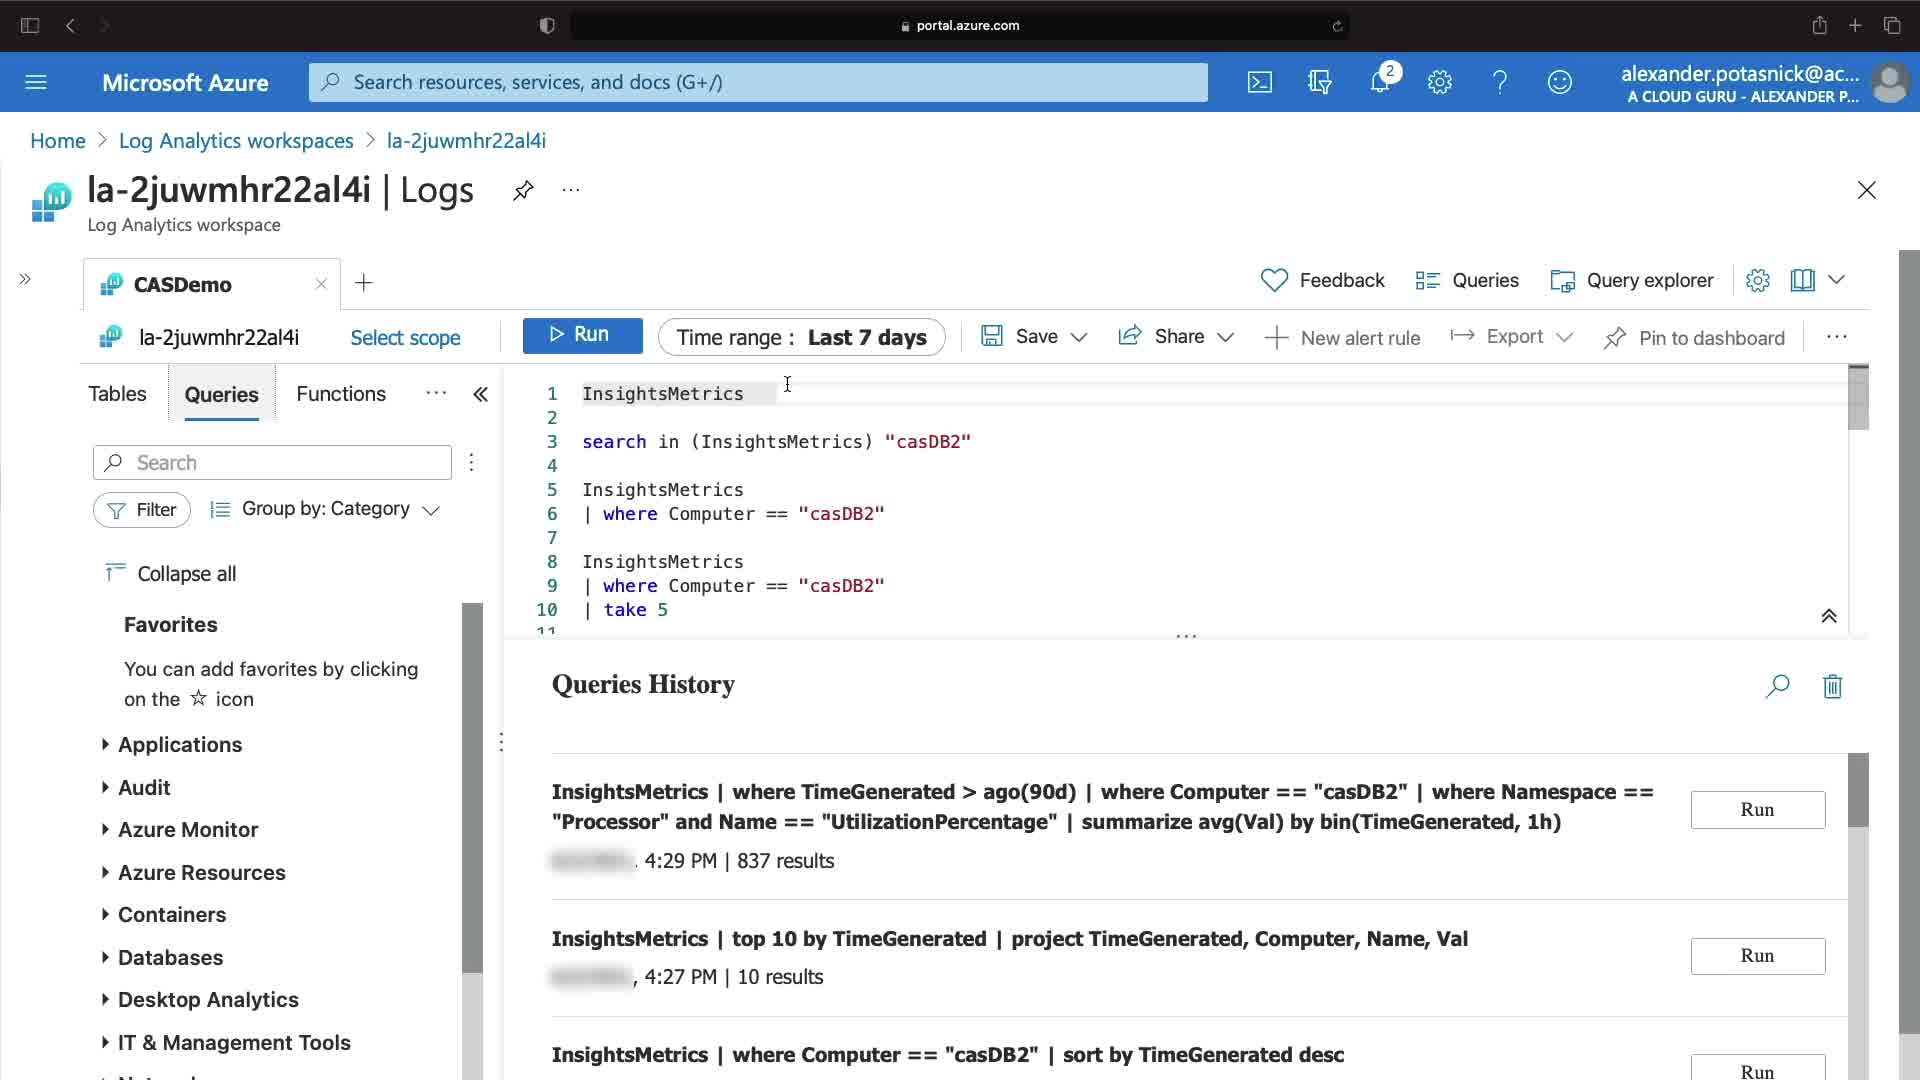 portal.azure.com
Microsoft Azure
Search resources, services, and docs (G+/)
2
alexander.potasnick@ac...
A CLOUD GURU - ALEXANDER P...
Home > Log Analytics workspaces > la-2juwmhr22al4i
la-2juwmhr22al4i | Logs
Log Analytics workspace
CASDemo
Feedback
Queries
Query explorer
la-2juwmhr22al4i
Select scope
Run
Time range : Last 7 days
Save
Share
New alert rule
Export
Pin to dashboard
Tables
Queries
Functions
Search
Filter
Group by: Category
Collapse all
Favorites
You can add favorites by clicking
on the ☆ icon
Applications
Audit
Azure Monitor
Azure Resources
Containers
Databases
Desktop Analytics
IT & Management Tools
1 InsightsMetrics
2
3 search in (InsightsMetrics) "casDB2"
4
5 InsightsMetrics
6 | where Computer == "casDB2"
7
8 InsightsMetrics
9 | where Computer == "casDB2"
10 | take 5
11
Queries History
InsightsMetrics | where TimeGenerated > ago(90d) | where Computer == "casDB2" | where Namespace ==
"Processor" and Name == "UtilizationPercentage" | summarize avg(Val) by bin(TimeGenerated, 1h)
4:29 PM | 837 results
Run
InsightsMetrics | top 10 by TimeGenerated | project TimeGenerated, Computer, Name, Val
, 4:27 PM | 10 results
Run
InsightsMetrics | where Computer == "casDB2" | sort by TimeGenerated desc
Run